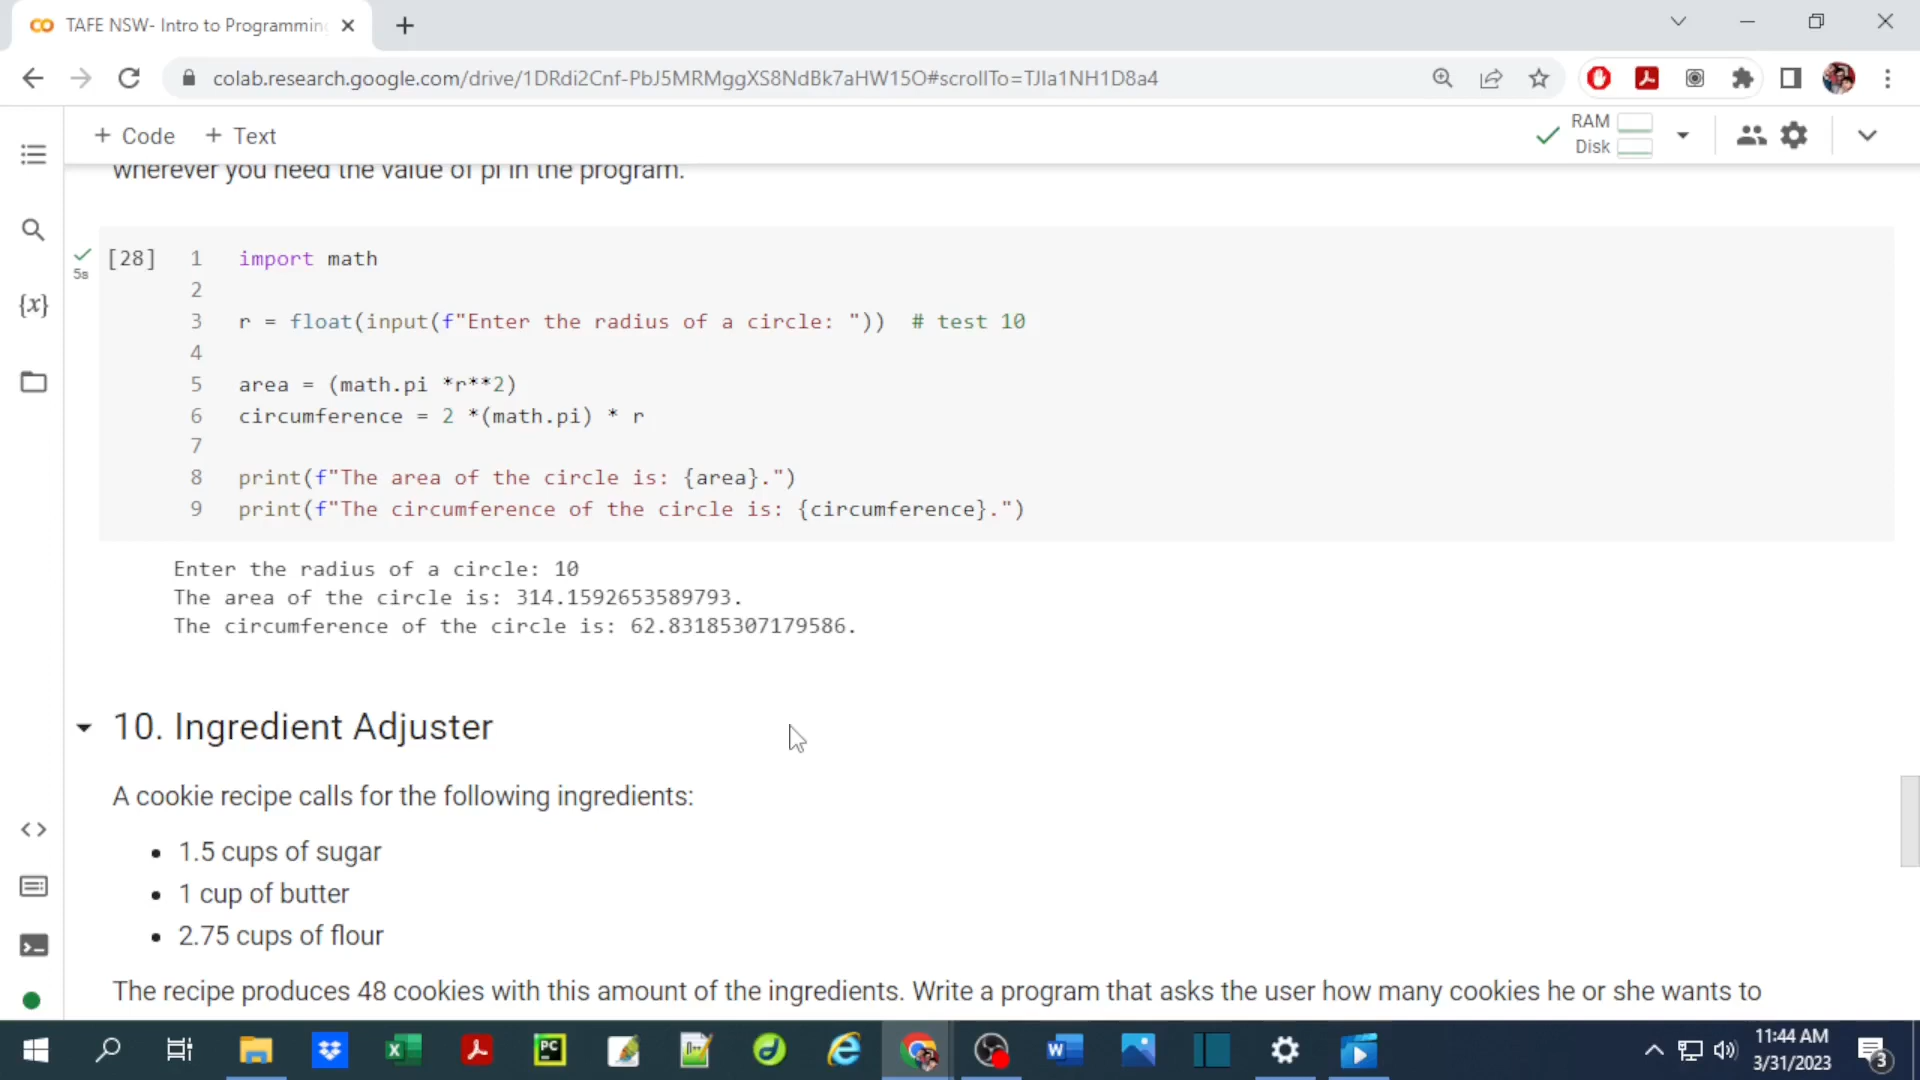 TAFE NSW- Intro to Programming
colab.research.google.com/drive/1DRdi2Cnf-PbJ5MRMggXS8NdBk7aHW15O#scrollTo=TJIa1NH1D8a4
+ Code + Text
RAM
Disk
wherever you need the value of pi in the program.
{x}
5s
[28]
1 import math
2
3 r = float(input(f"Enter the radius of a circle: ")) # test 10
4
5 area = (math.pi *r**2)
6 circumference = 2 *(math.pi) * r
7
8 print(f"The area of the circle is: {area}.")
9 print(f"The circumference of the circle is: {circumference}.")
Enter the radius of a circle: 10
The area of the circle is: 314.1592653589793.
The circumference of the circle is: 62.83185307179586.
10. Ingredient Adjuster
A cookie recipe calls for the following ingredients:
• 1.5 cups of sugar
• 1 cup of butter
• 2.75 cups of flour
The recipe produces 48 cookies with this amount of the ingredients. Write a program that asks the user how many cookies he or she wants to
11:44 AM
3/31/2023
3